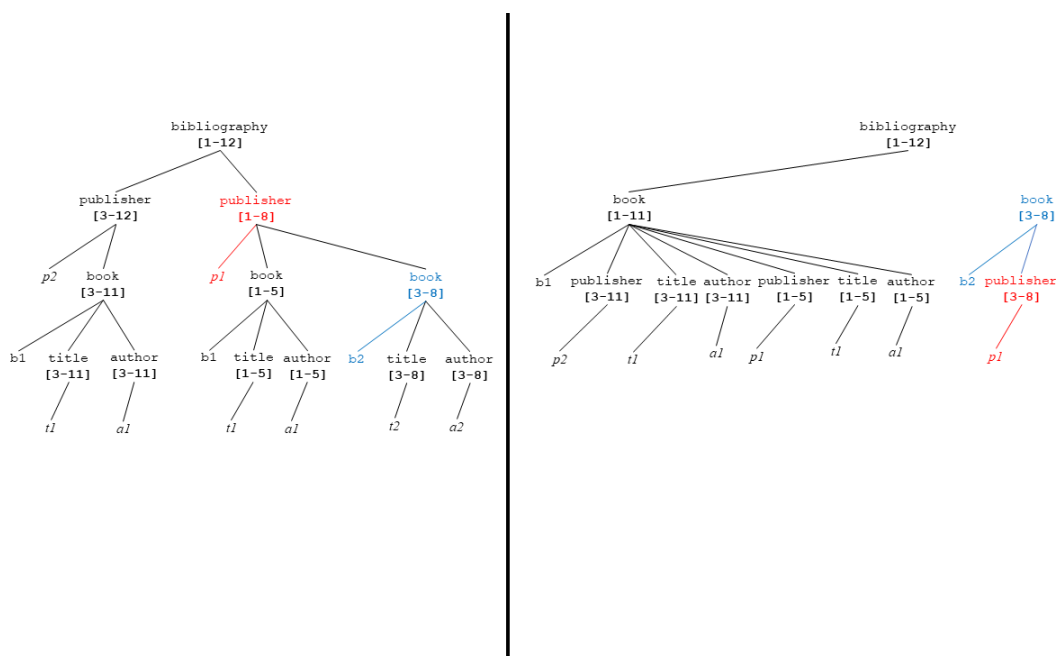 bibliography
[1-12]
publisher publisher
[3-12] [1-8]
p2 book p1 book book
[3-11] [1-5] [3-8]
b1 title author b1 title author b2 title author
[3-11] [3-11] [1-5] [1-5] [3-8] [3-8]
t1 a1 t1 a1 t2 a2
bibliography
[1-12]
book book
[1-11] [3-8]
b1 publisher title author publisher title author b2 publisher
[3-11] [3-11] [3-11] [1-5] [1-5] [1-5] [3-8]
p2 t1 a1 p1 t1 a1 p1